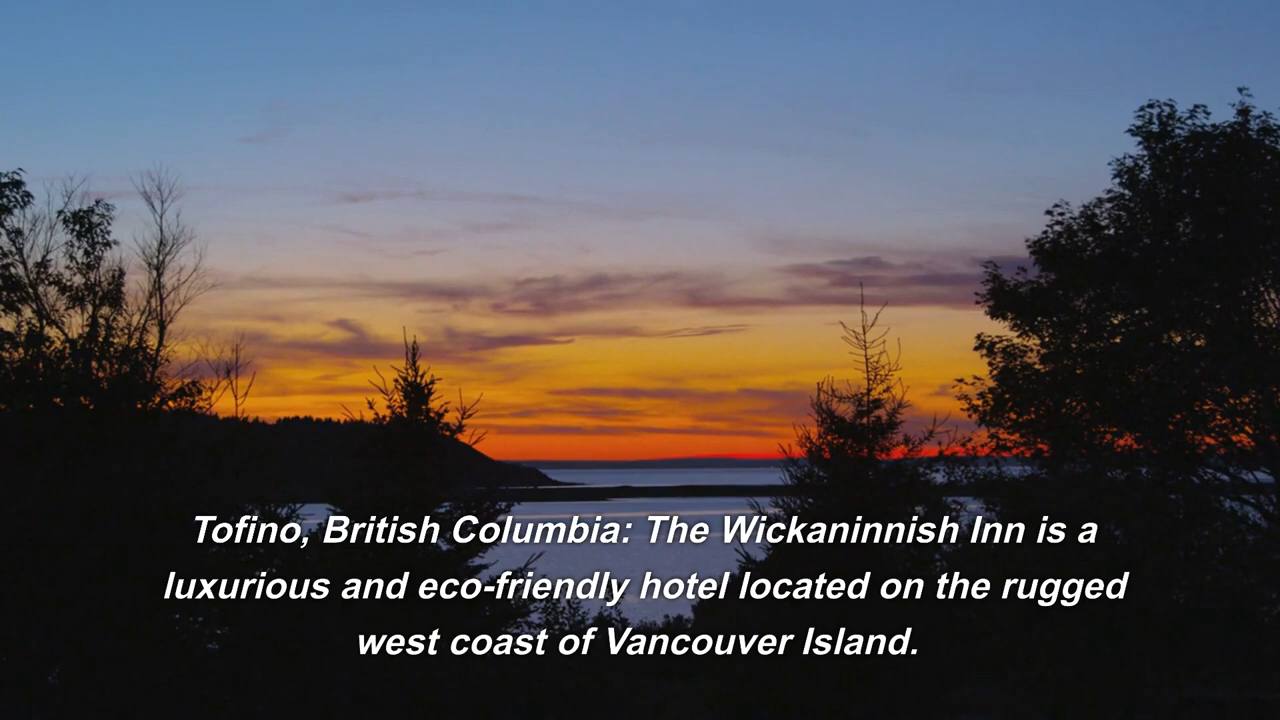 Tofino, British Columbia: The Wickaninnish Inn is a
luxurious and eco-friendly hotel located on the rugged
west coast of Vancouver Island.